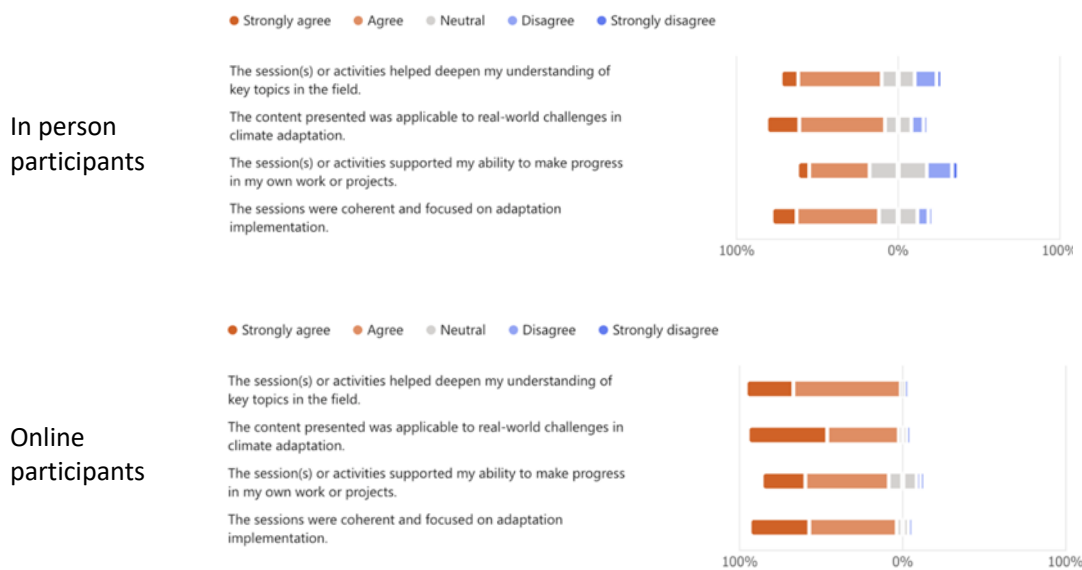 Strongly agree Agree Neutral Disagree Strongly disagree
The session(s) or activities helped deepen my understanding of
key topics in the field.
The content presented was applicable to real-world challenges in
climate adaptation.
In person
participants
The session(s) or activities supported my ability to make progress
in my own work or projects.
The sessions were coherent and focused on adaptation
implementation.
100% 0% 100%
Strongly agree Agree Neutral Disagree Strongly disagree
The session(s) or activities helped deepen my understanding of
key topics in the field.
The content presented was applicable to real-world challenges in
climate adaptation.
Online
participants
The session(s) or activities supported my ability to make progress
in my own work or projects.
The sessions were coherent and focused on adaptation
implementation.
100% 0% 100%